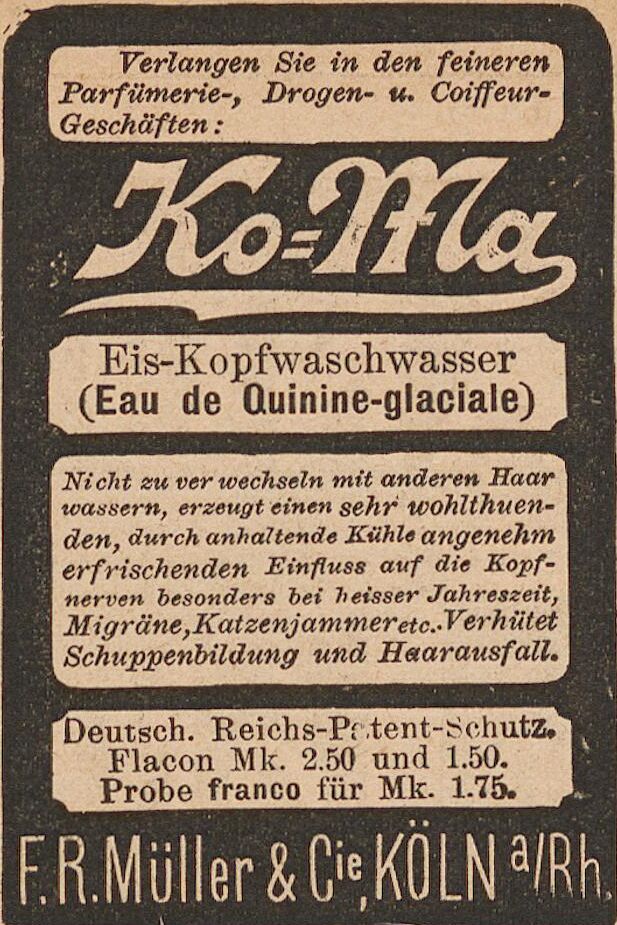 Verlangen Sie in den feineren
Parfümerie-, Drogen- u. Coiffeur-
Geschäften:
Ko=Ma
Eis-Kopfwaschwasser
(Eau de Quinine-glaciale)
Nicht zu verwechseln mit anderen Haar
wassern, erzeugt einen sehr wohlthuen-
den, durch anhaltende Kühle angenehm
erfrischenden Einfluss auf die Kopf-
nerven besonders bei heisser Jahreszeit,
Migräne, Katzenjammer etc. Verhütet
Schuppenbildung und Haarausfall.
Deutsch. Reichs-Patent-Schutz.
Flacon Mk. 2.50 und 1.50.
Probe franco für Mk. 1.75.
F. R. Müller & Cie, KÖLN a/Rh.